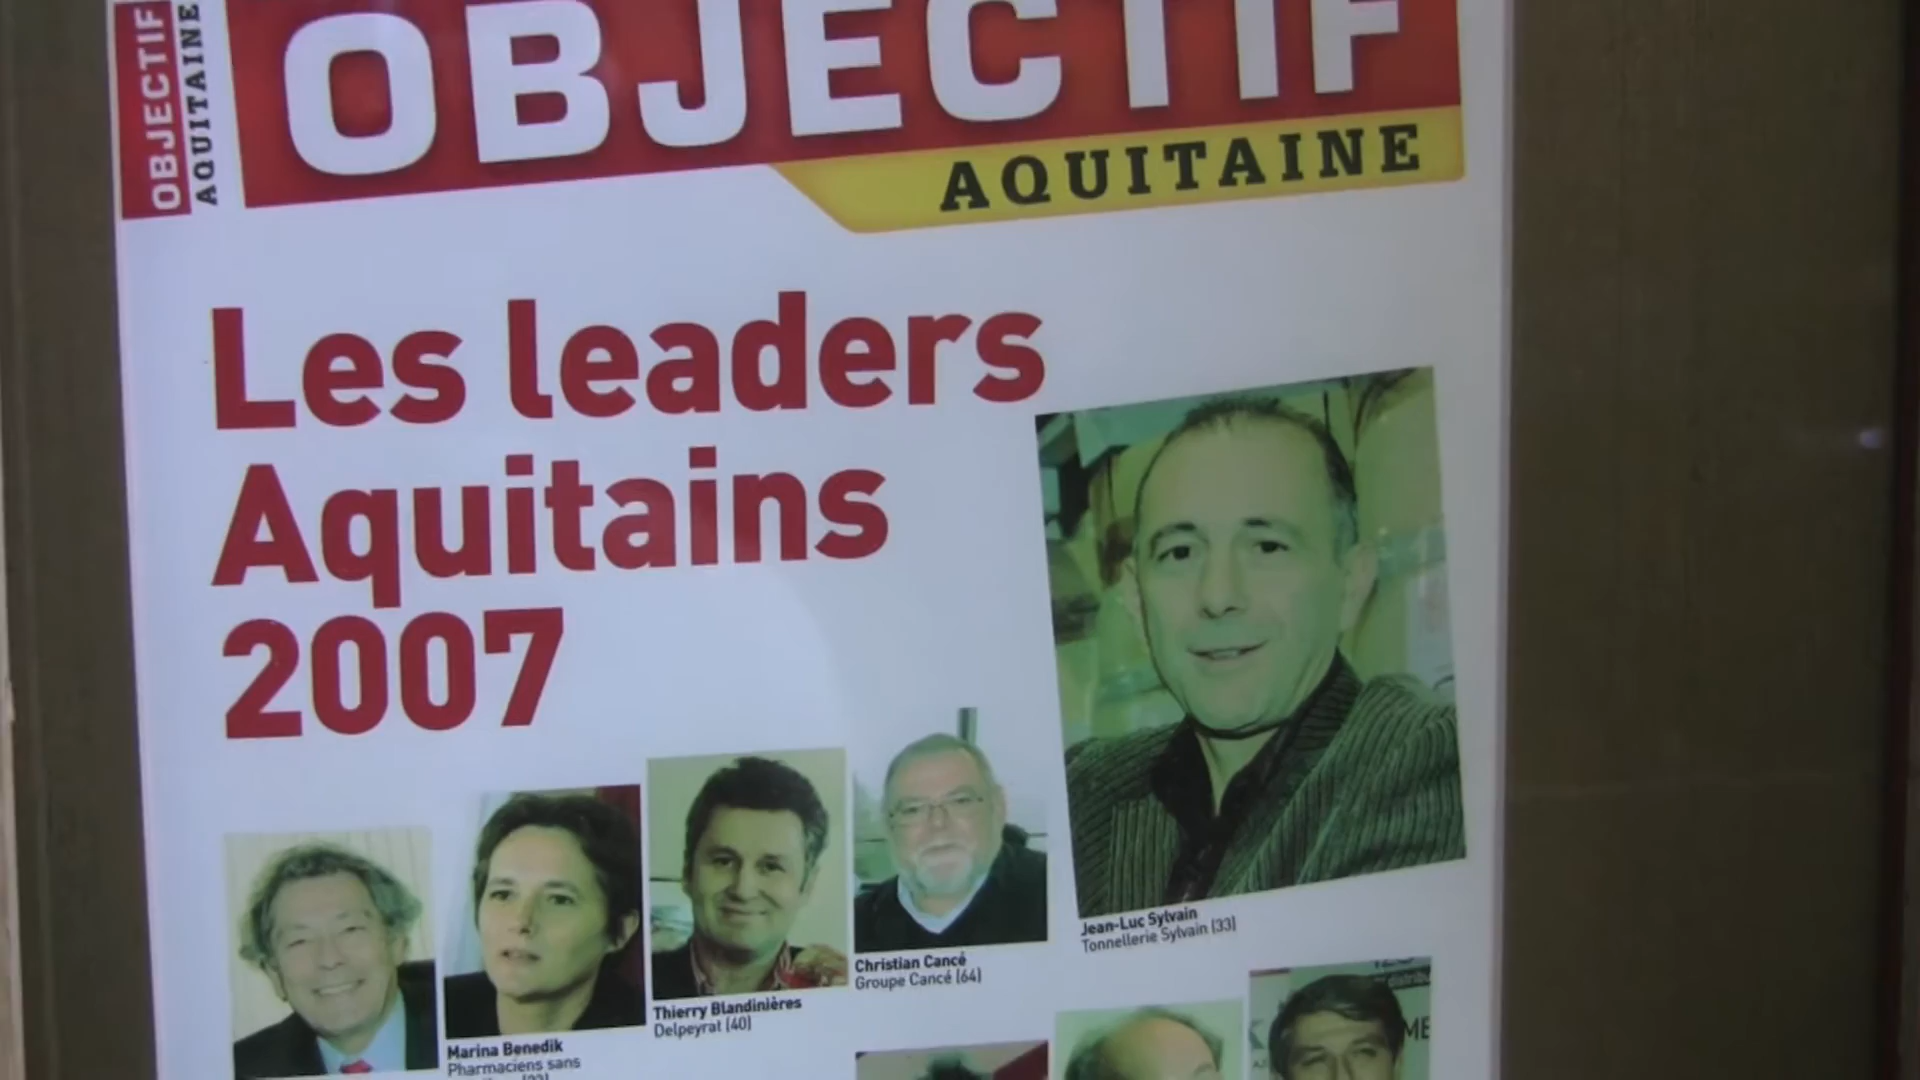 OBJECTIF
AQUITAINE
OBJECTIF
AQUITAINE
Les leaders
Aquitains
2007
Jean-Luc Sylvain
Tonnellerie Sylvain (33)
Christian Cancé
Groupe Cancé (64)
Thierry Blandinières
Delpeyrat (40)
Marina Benedik
Pharmaciens sans